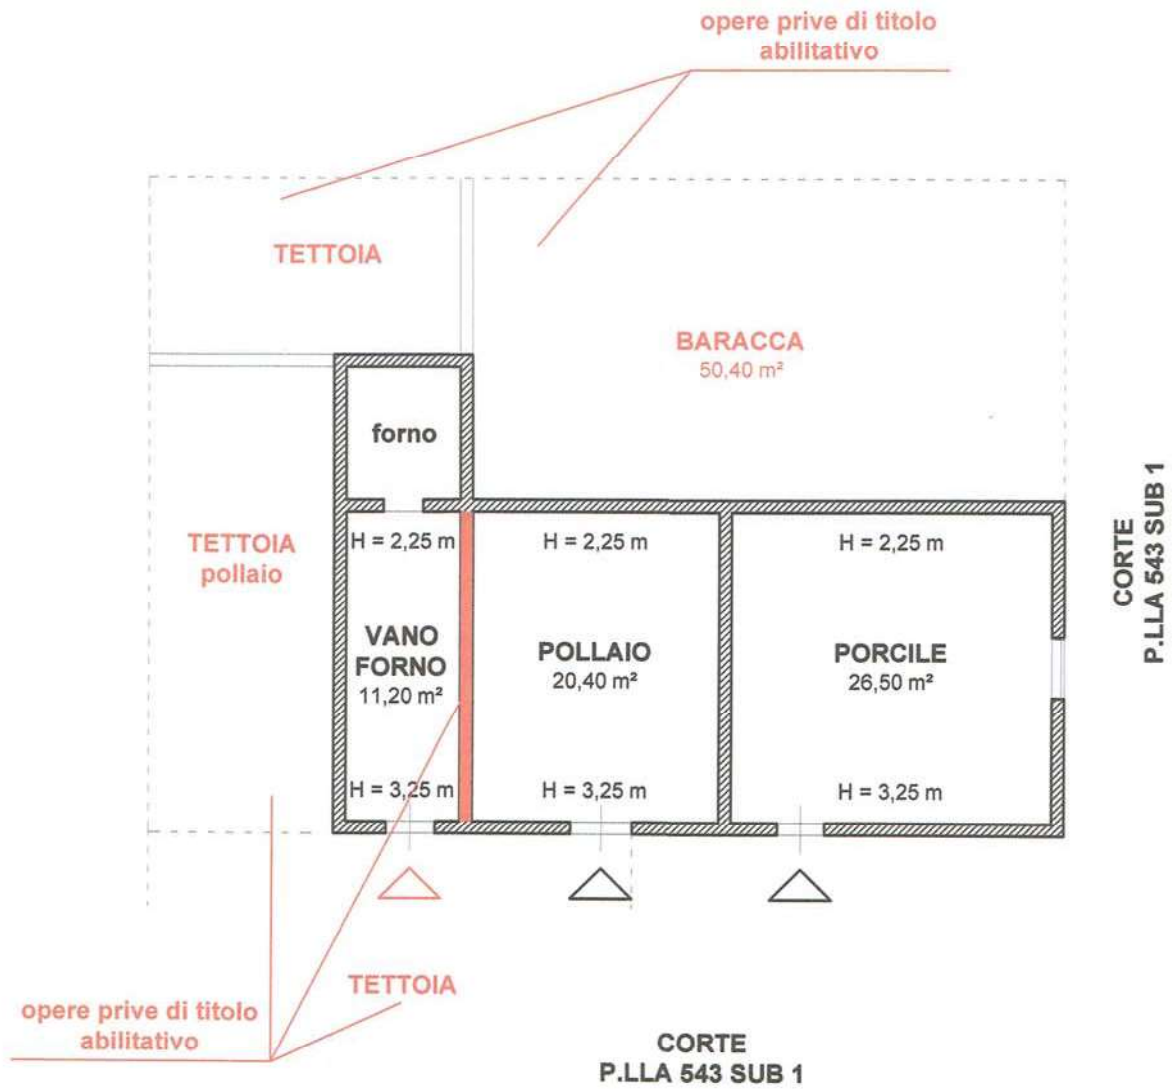 opere prive di titolo
abilitativo
TETTOIA
BARACCA
50,40 m²
forno
CORTE
P.LLA 543 SUB 1
TETTOIA
pollaio
H = 2,25 m
H = 2,25 m
H = 2,25 m
VANO
FORNO
11,20 m²
POLLAIO
20,40 m²
PORCILE
26,50 m²
H = 3,25 m
H = 3,25 m
H = 3,25 m
TETTOIA
opere prive di titolo
abilitativo
CORTE
P.LLA 543 SUB 1